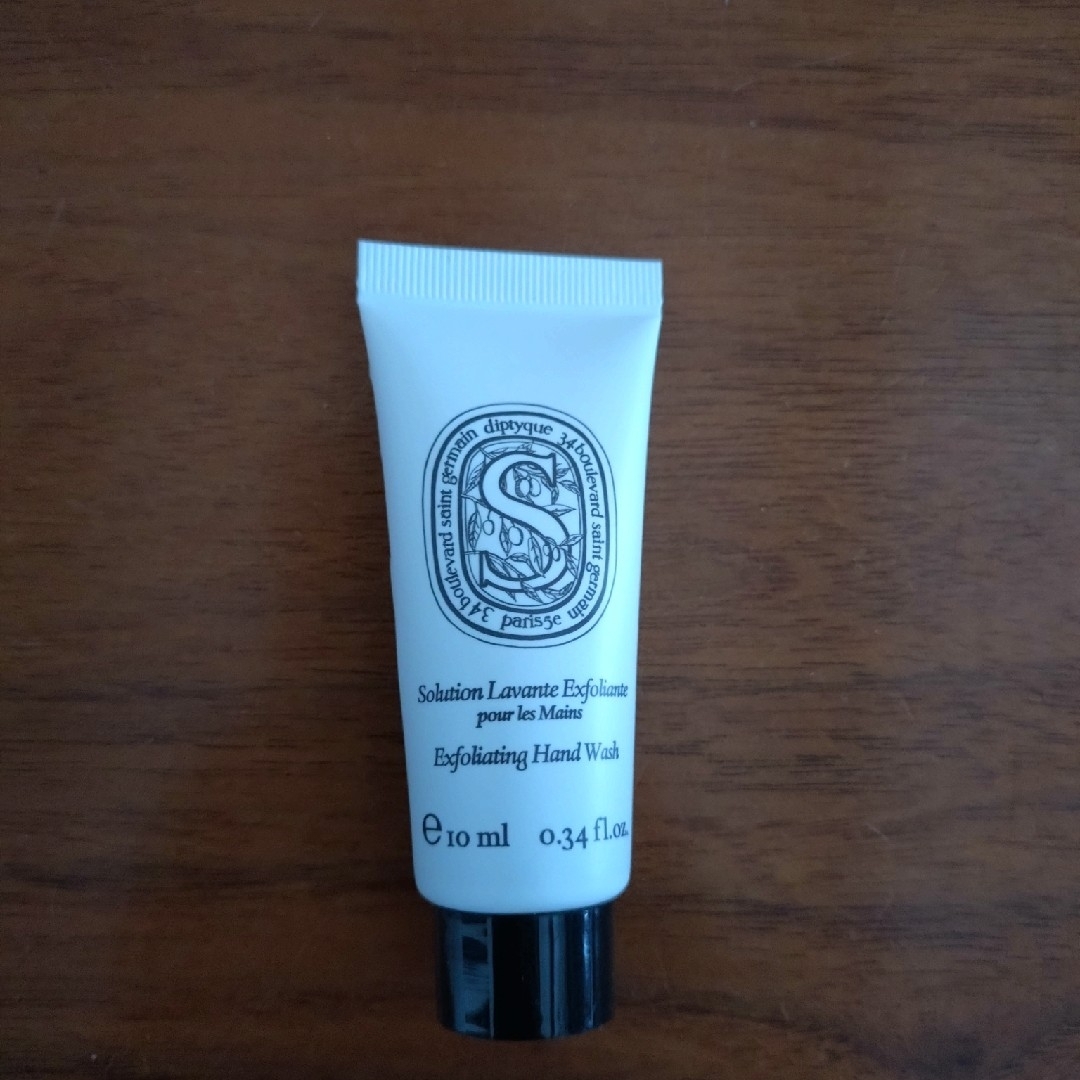 diptyque 34 boulevard saint germain paris5e 34 boulevard saint germain
S
Solution Lavante Exfoliante
pour les Mains
Exfoliating Hand Wash
e 10 ml 0.34 fl.oz.